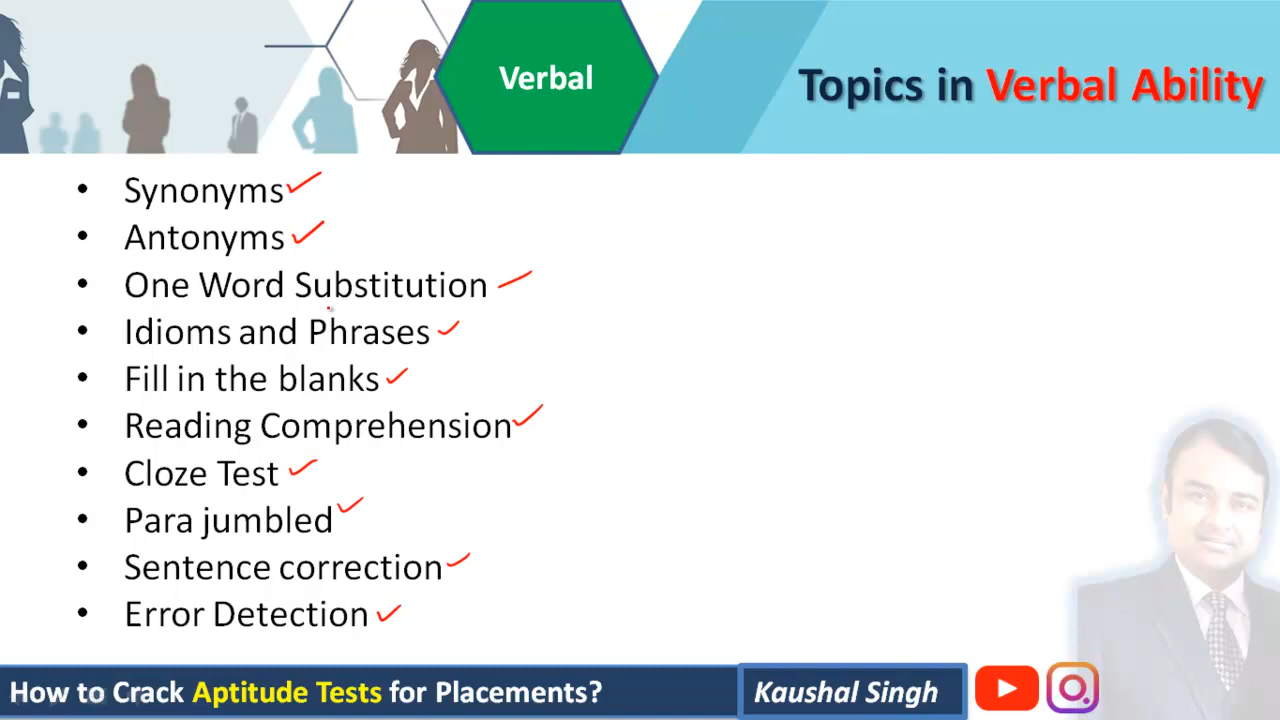 Verbal
Topics in Verbal Ability
• Synonyms
• Antonyms
• One Word Substitution
• Idioms and Phrases
• Fill in the blanks
• Reading Comprehension
• Cloze Test
• Para jumbled
• Sentence correction
• Error Detection
How to Crack Aptitude Tests for Placements?
Kaushal Singh